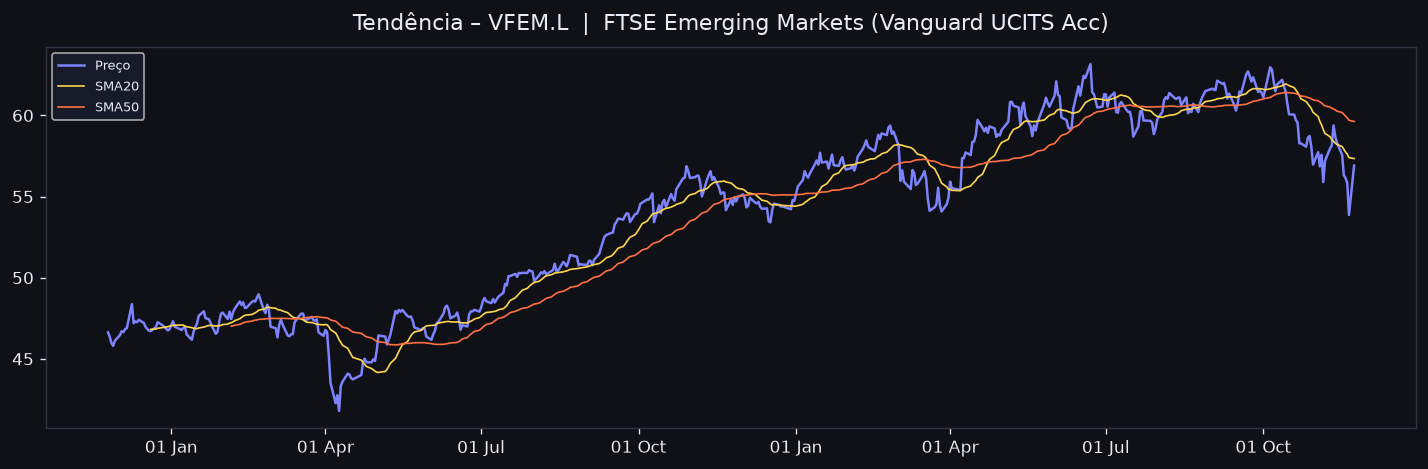 Tendência – VFEM.L | FTSE Emerging Markets (Vanguard UCITS Acc)
Preço
SMA20
SMA50
60
55
50
45
01 Jan
01 Apr
01 Jul
01 Oct
01 Jan
01 Apr
01 Jul
01 Oct